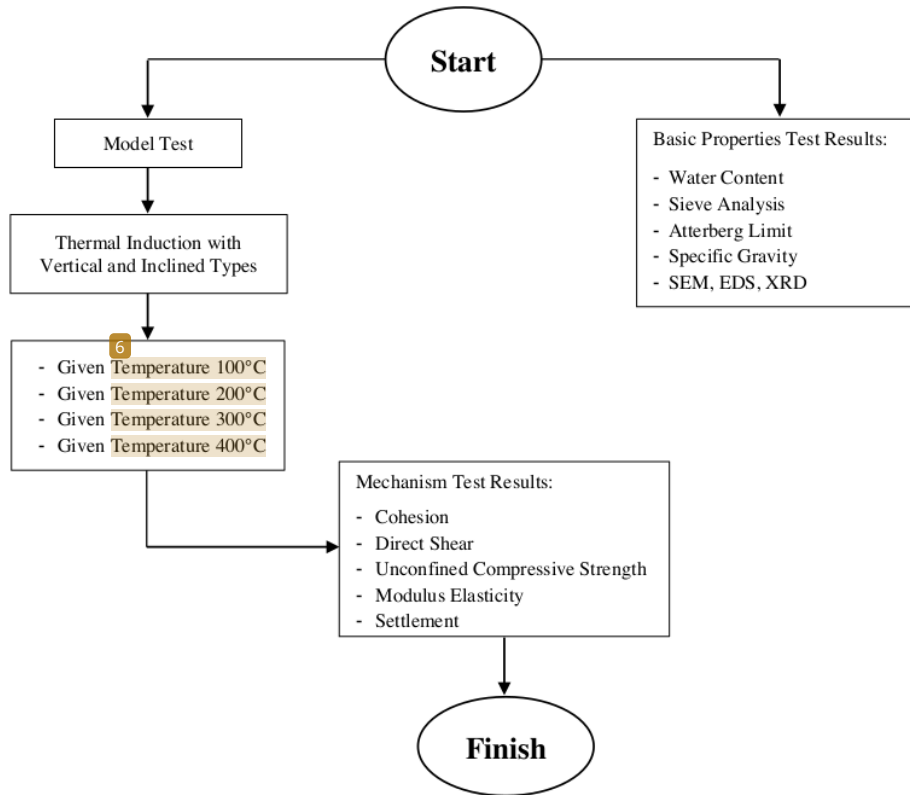 Start
Model Test
Thermal Induction with
Vertical and Inclined Types
6
- Given Temperature 100°C
- Given Temperature 200°C
- Given Temperature 300°C
- Given Temperature 400°C
Basic Properties Test Results:
- Water Content
- Sieve Analysis
- Atterberg Limit
- Specific Gravity
- SEM, EDS, XRD
Mechanism Test Results:
- Cohesion
- Direct Shear
- Unconfined Compressive Strength
- Modulus Elasticity
- Settlement
Finish